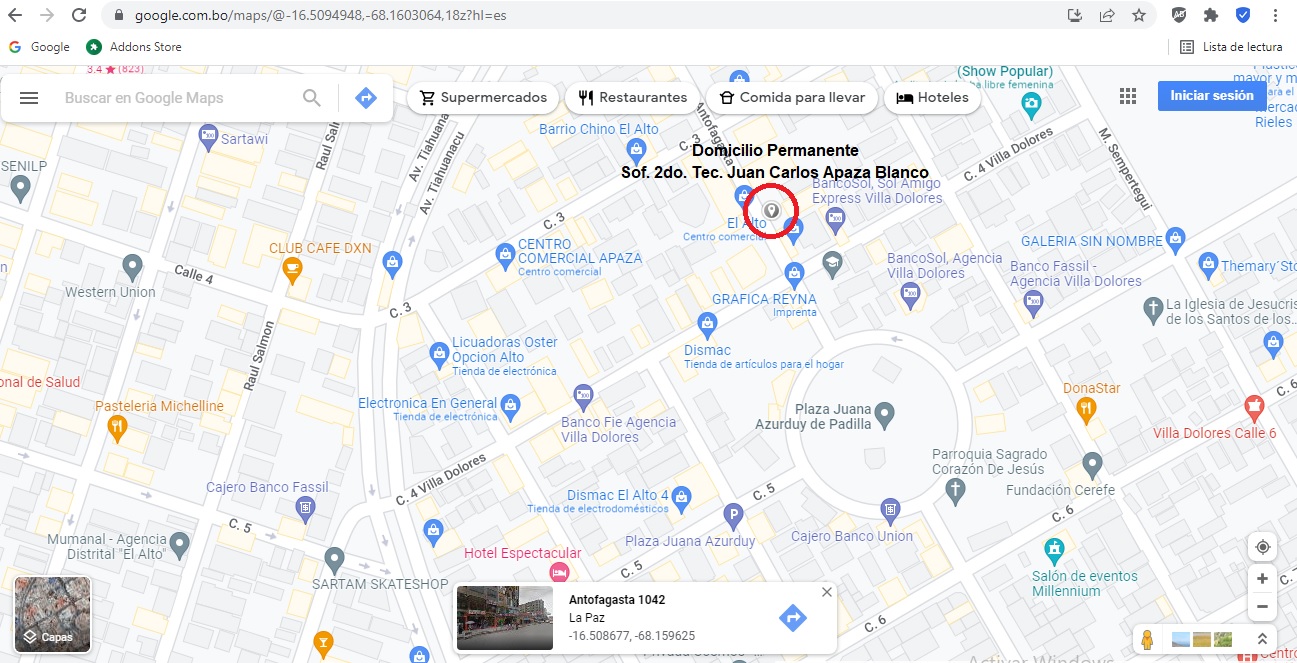 google.com.bo/maps/@-16.5094948,-68.1603064,18z?hl=es
Google
Addons Store
Lista de lectura
3.4 ★ (823)
Buscar en Google Maps
Supermercados
Restaurantes
Comida para llevar
Hoteles
Iniciar sesión
(Show Popular)
libre femenina
mayor y m
Rieles
Sartawi
SENILP
Raul Salm
Av. Tiahuanacu
Av. Tiahuanacu
Barrio Chino El Alto
Antofagasta
C. 3
Domicilio Permanente
Sof. 2do. Tec. Juan Carlos Apaza Blanco
C. 4 Villa Dolores
M. Sempertegui
BancoSol, Sol Amigo
Express Villa Dolores
El Alto
Centro comercial
C. 3
CLUB CAFE DXN
CENTRO
COMERCIAL APAZA
Centro comercial
GALERIA SIN NOMBRE
BancoSol, Agencia
Villa Dolores
Banco Fassil -
Agencia Villa Dolores
Themary´Sto
Calle 4
Western Union
GRAFICA REYNA
Imprenta
La Iglesia de Jesucris
de los Santos de los...
C. 3
Raul Salmon
Licuadoras Oster
Opcion Alto
Tienda de electrónica
Dismac
Tienda de artículos para el hogar
onal de Salud
Pasteleria Michelline
Electronica En General
Tienda de electrónica
Banco Fie Agencia
Villa Dolores
Plaza Juana
Azurduy de Padilla
DonaStar
C. 6
Villa Dolores Calle 6
C. 4 Villa Dolores
Parroquia Sagrado
Corazón De Jesús
Fundación Cerefe
Cajero Banco Fassil
Dismac El Alto 4
Tienda de electrodomésticos
C. 5
C. 6
C. 5
Mumanal - Agencia
Distrital "El Alto"
Plaza Juana Azurduy
Cajero Banco Union
Hotel Espectacular
C. 5
SARTAM SKATESHOP
Salón de eventos
Millennium
Capas
Antofagasta 1042
La Paz
-16.508677, -68.159625
C. 6
Activar Windows
Centro